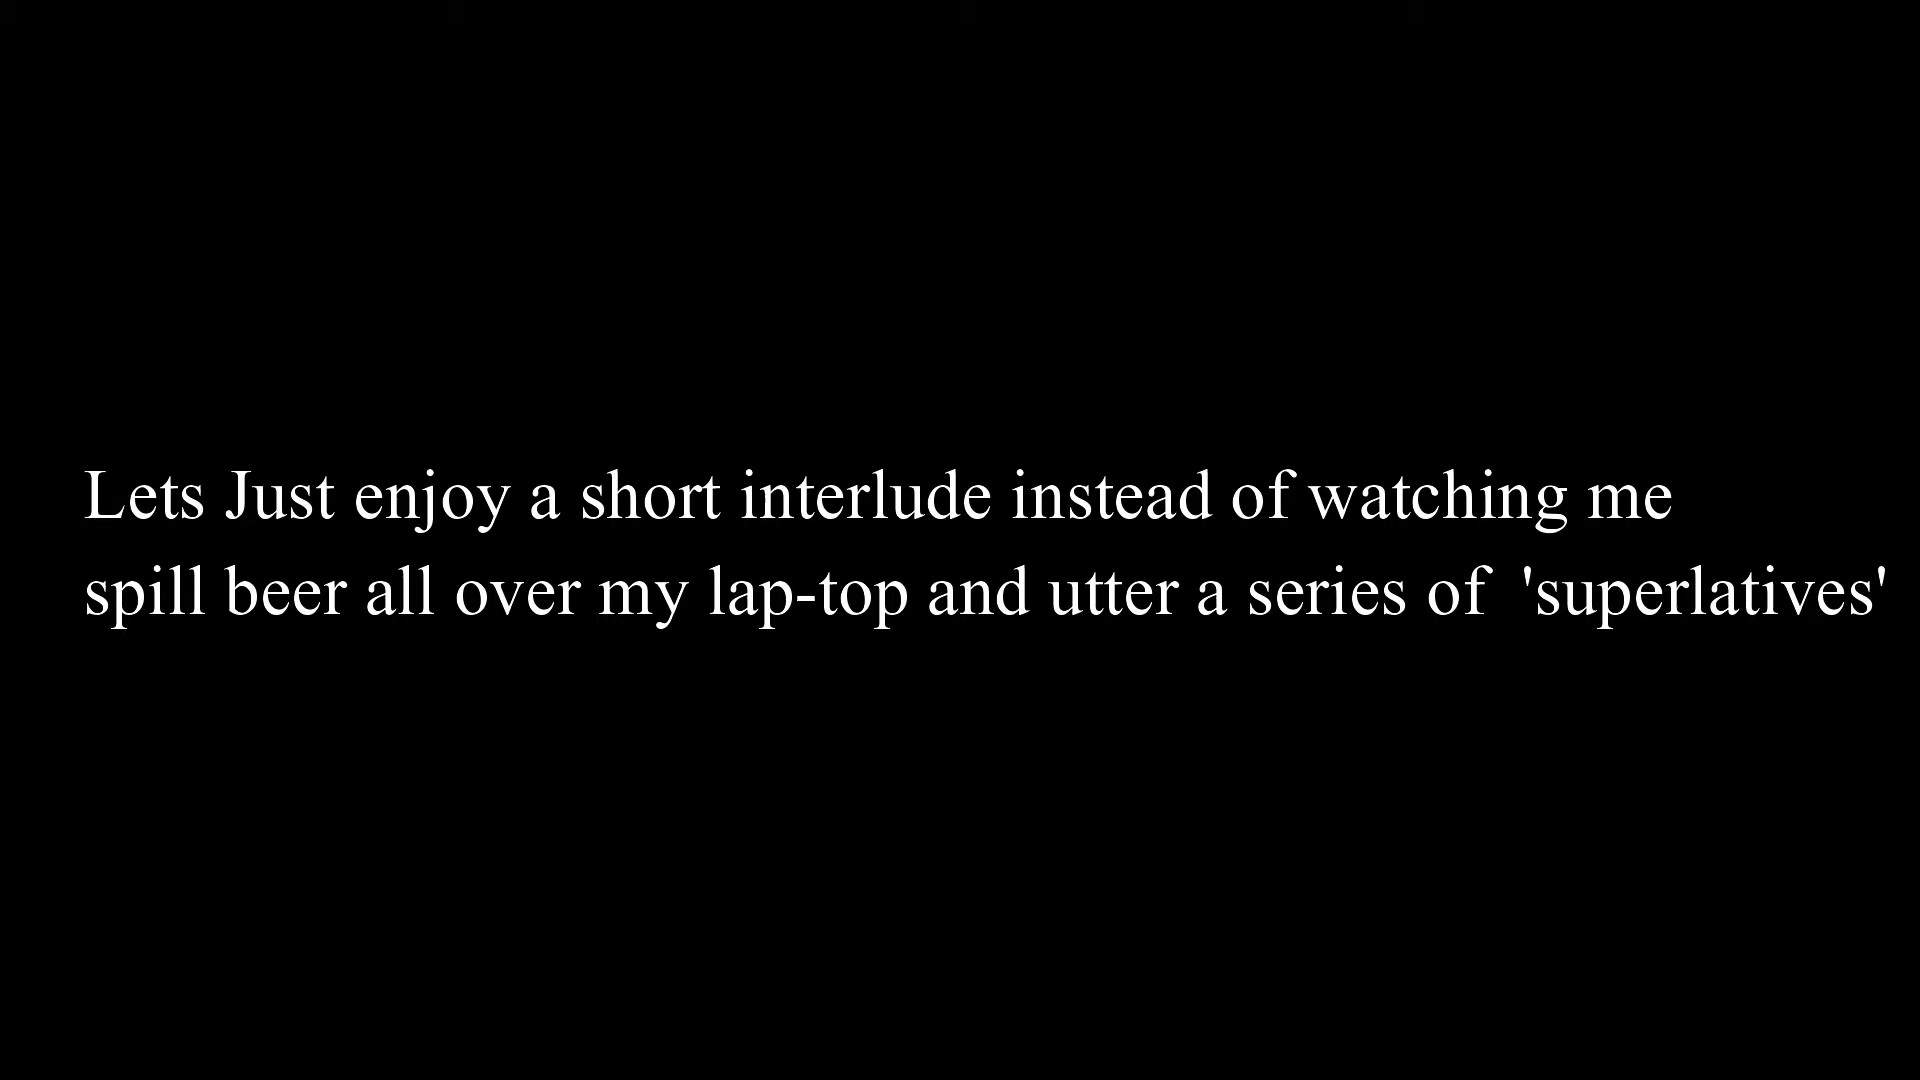 Lets Just enjoy a short interlude instead of watching me
spill beer all over my lap-top and utter a series of  'superlatives'